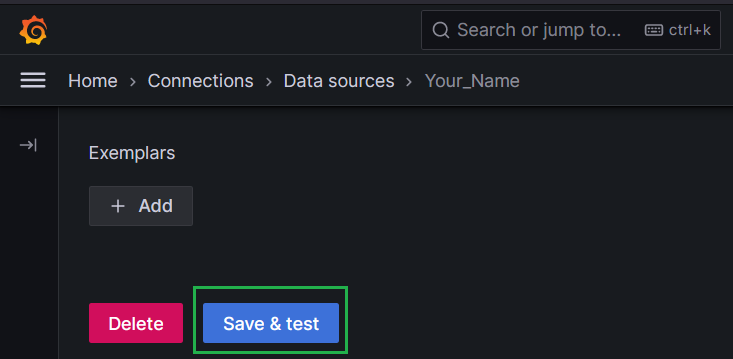 Search or jump to... ctrl+k
Home › Connections › Data sources › Your_Name
Exemplars
+ Add
Delete Save & test